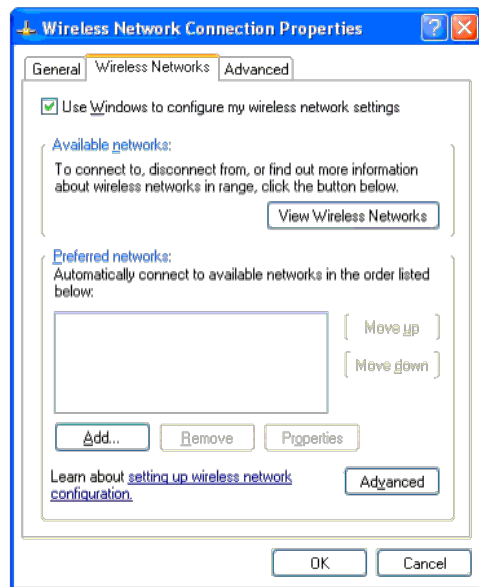 Wireless Network Connection Properties
General Wireless Networks Advanced
Use Windows to configure my wireless network settings
Available networks:
To connect to, disconnect from, or find out more information
about wireless networks in range, click the button below.
View Wireless Networks
Preferred networks:
Automatically connect to available networks in the order listed
below:
Move up
Move down
Add... Remove Properties
Learn about setting up wireless network
configuration.
Advanced
OK Cancel